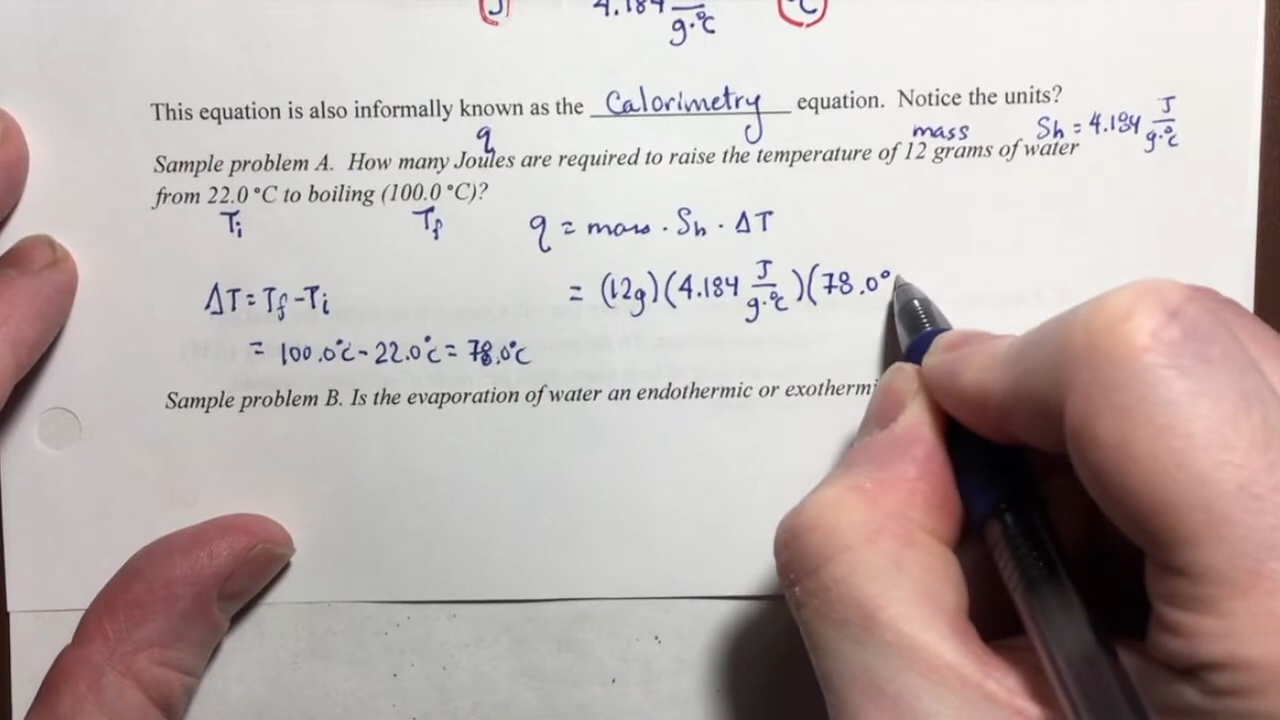 J 4.184 g·°C °C
This equation is also informally known as the Calorimetry equation. Notice the units?
q mass Sh = 4.184 J/g·°C
Sample problem A. How many Joules are required to raise the temperature of 12 grams of water
from 22.0 °C to boiling (100.0 °C)?
Ti Tf q = mass · Sh · ΔT
ΔT = Tf - Ti = (12g)(4.184 J/g·°C)(78.0°
= 100.0°C - 22.0°C = 78.0°C
Sample problem B. Is the evaporation of water an endothermic or exothermi